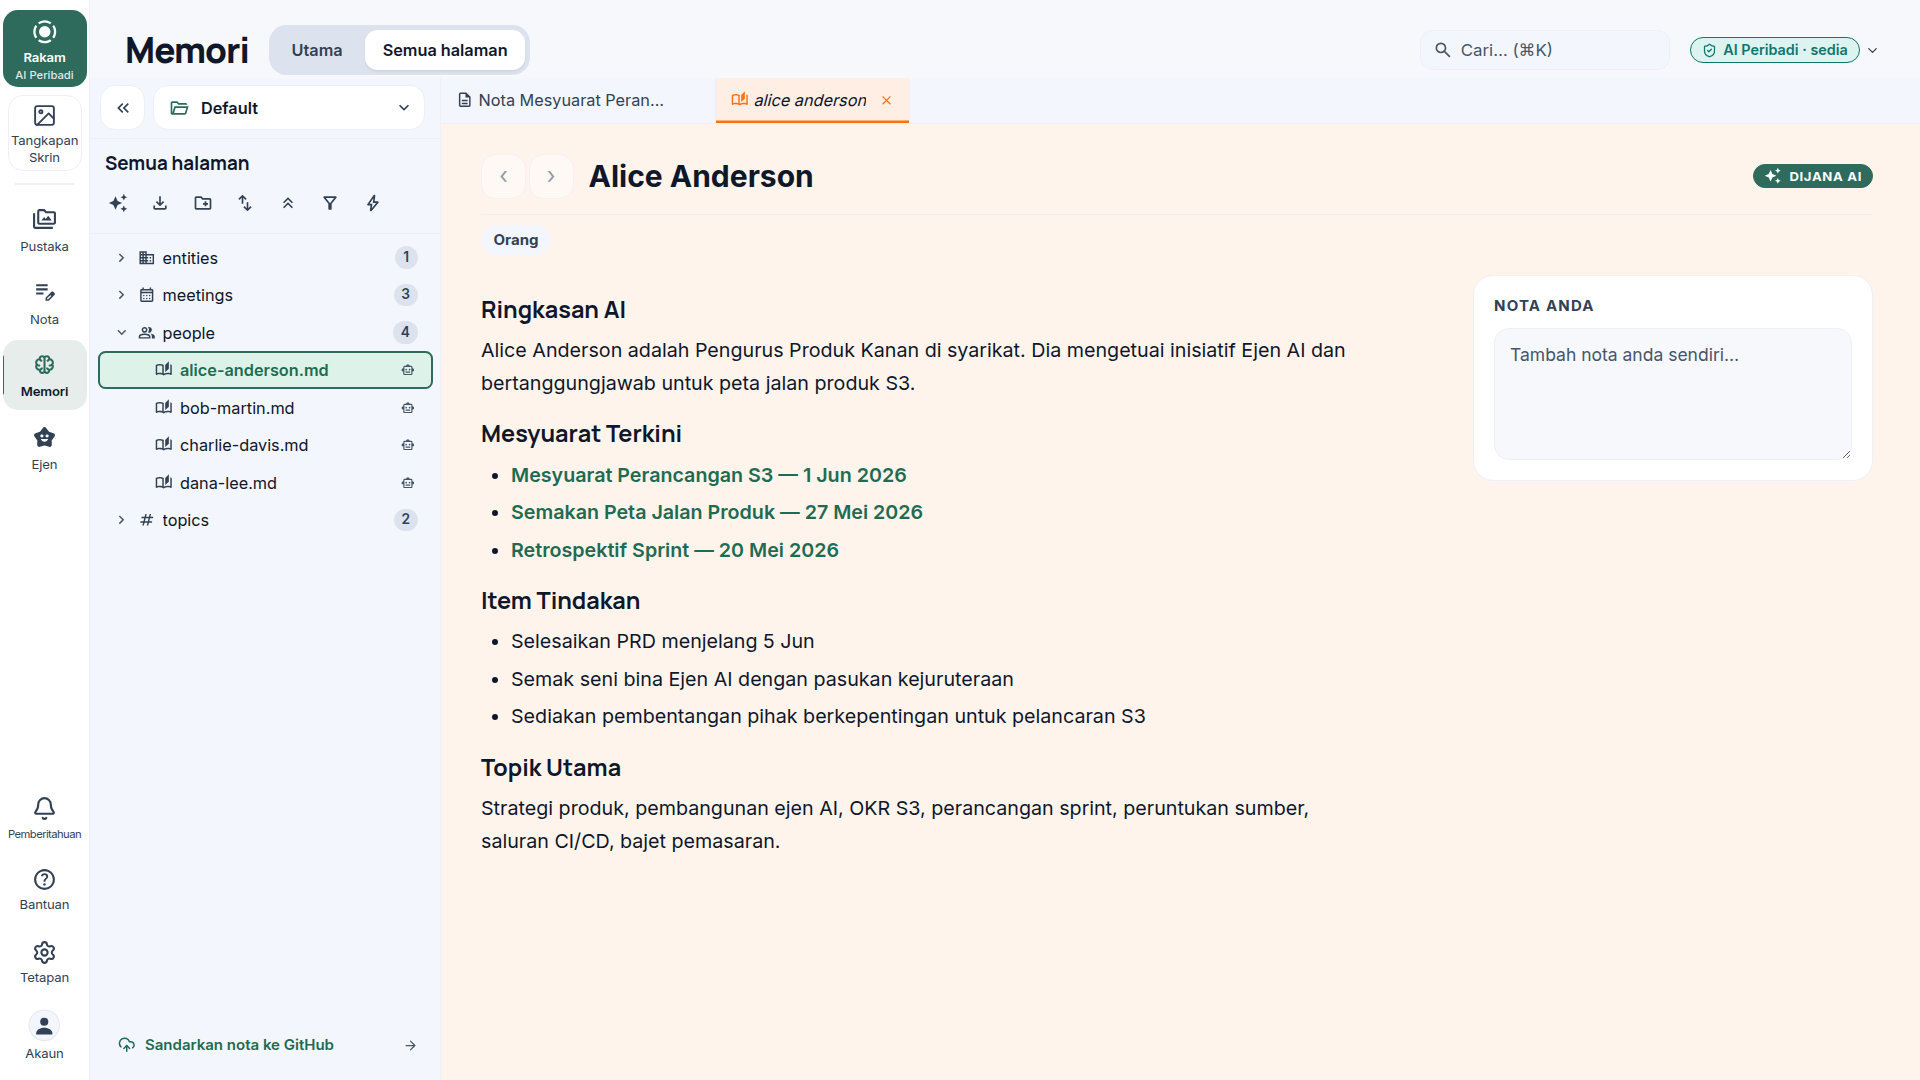 Rakam
AI Peribadi
Tangkapan
Skrin
Pustaka
Nota
Memori
Ejen
Pemberitahuan
Bantuan
Tetapan
Akaun
Memori
Utama
Semua halaman
Cari... (⌘K)
AI Peribadi · sedia
Default
Semua halaman
entities 1
meetings 3
people 4
alice-anderson.md
bob-martin.md
charlie-davis.md
dana-lee.md
topics 2
Sandarkan nota ke GitHub
Nota Mesyuarat Peran...
alice anderson
Alice Anderson
DIJANA AI
Orang
Ringkasan AI
Alice Anderson adalah Pengurus Produk Kanan di syarikat. Dia mengetuai inisiatif Ejen AI dan
bertanggungjawab untuk peta jalan produk S3.
Mesyuarat Terkini
Mesyuarat Perancangan S3 — 1 Jun 2026
Semakan Peta Jalan Produk — 27 Mei 2026
Retrospektif Sprint — 20 Mei 2026
Item Tindakan
Selesaikan PRD menjelang 5 Jun
Semak seni bina Ejen AI dengan pasukan kejuruteraan
Sediakan pembentangan pihak berkepentingan untuk pelancaran S3
Topik Utama
Strategi produk, pembangunan ejen AI, OKR S3, perancangan sprint, peruntukan sumber,
saluran CI/CD, bajet pemasaran.
NOTA ANDA
Tambah nota anda sendiri...